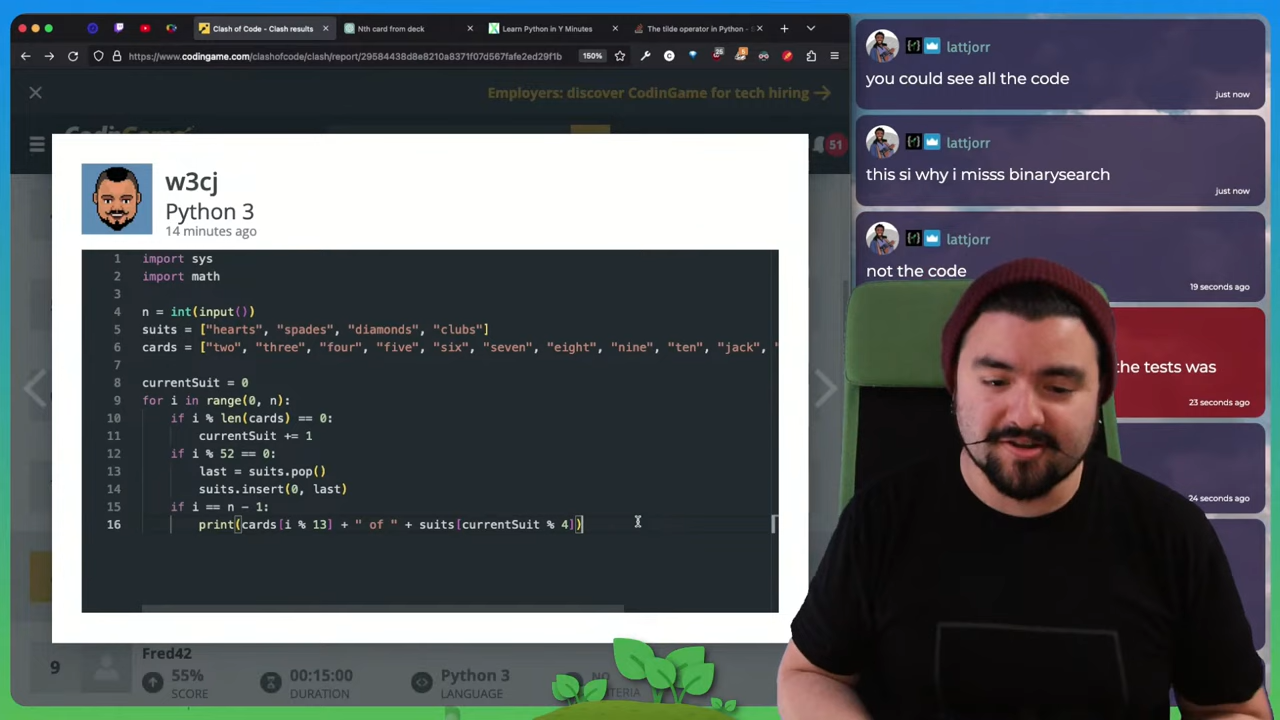 Clash of Code - Clash results
Nth card from deck
Learn Python in Y Minutes
The tilde operator in Python - S
https://www.codingame.com/clashofcode/clash/report/29584438d8e8210a8371f07d567fafe2ed29f1b
150%
Employers: discover CodinGame for tech hiring
51
w3cj
Python 3
14 minutes ago
1 import sys
2 import math
3
4 n = int(input())
5 suits = ["hearts", "spades", "diamonds", "clubs"]
6 cards = ["two", "three", "four", "five", "six", "seven", "eight", "nine", "ten", "jack", "
7
8 currentSuit = 0
9 for i in range(0, n):
10 if i % len(cards) == 0:
11 currentSuit += 1
12 if i % 52 == 0:
13 last = suits.pop()
14 suits.insert(0, last)
15 if i == n - 1:
16 print(cards[i % 13] + " of " + suits[currentSuit % 4])
9
Fred42
55%
SCORE
00:15:00
DURATION
Python 3
LANGUAGE
lattjorr
you could see all the code
just now
lattjorr
this si why i misss binarysearch
just now
lattjorr
not the code
19 seconds ago
the tests was
23 seconds ago
24 seconds ago